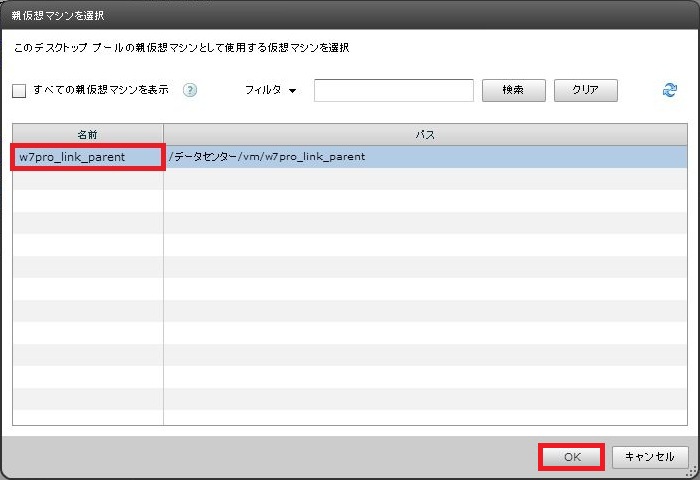 親仮想マシンを選択
このデスクトップ プールの親仮想マシンとして使用する仮想マシンを選択
すべての親仮想マシンを表示 ? フィルタ 検索 クリア
名前 パス
w7pro_link_parent /データセンター/vm/w7pro_link_parent
OK キャンセル